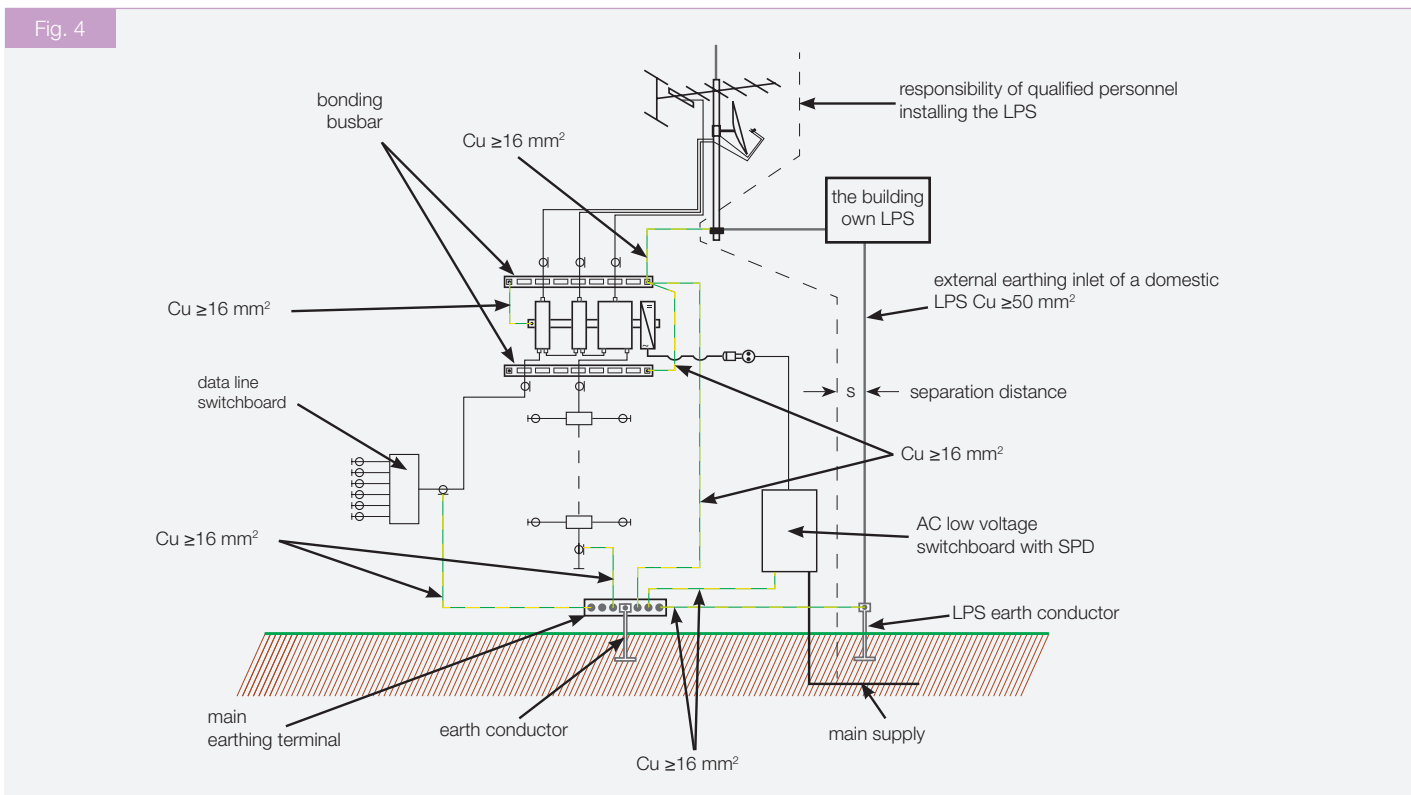 Fig. 4
bonding
busbar
Cu ≥16 mm²
responsibility of qualified personnel
installing the LPS
the building
own LPS
Cu ≥16 mm²
external earthing inlet of a domestic
LPS Cu ≥50 mm²
data line
switchboard
S
separation distance
Cu ≥16 mm²
Cu ≥16 mm²
AC low voltage
switchboard with SPD
LPS earth conductor
main
earthing terminal
earth conductor
main supply
Cu ≥16 mm²